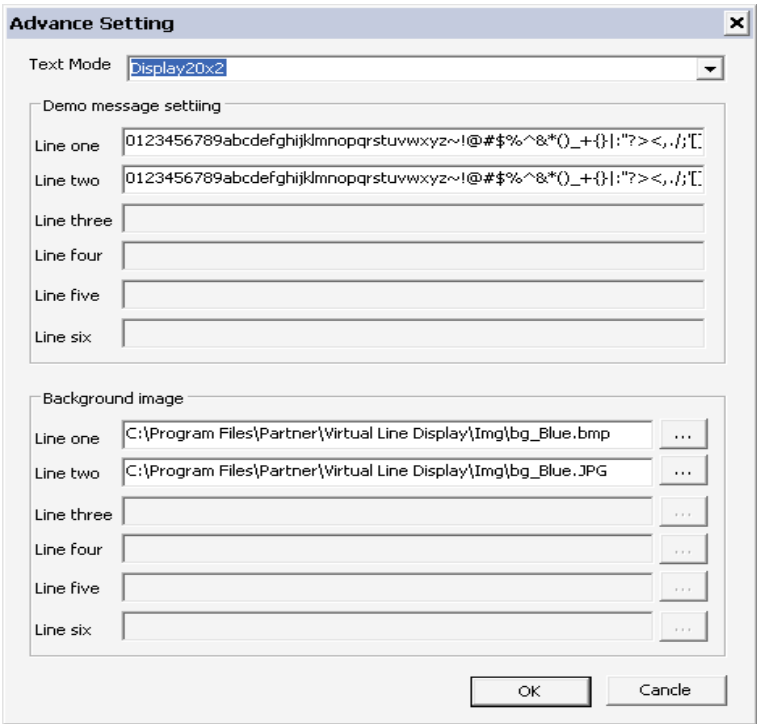 Advance Setting
Text Mode Display20x2
Demo message settiing
Line one 0123456789abcdefghijklmnopqrstuvwxyz~!@#$%^&*()_+{}|:"?><,./;'[]
Line two 0123456789abcdefghijklmnopqrstuvwxyz~!@#$%^&*()_+{}|:"?><,./;'[]
Line three
Line four
Line five
Line six
Background image
Line one C:\Program Files\Partner\Virtual Line Display\Img\bg_Blue.bmp ...
Line two C:\Program Files\Partner\Virtual Line Display\Img\bg_Blue.JPG ...
Line three ...
Line four ...
Line five ...
Line six ...
OK Cancle